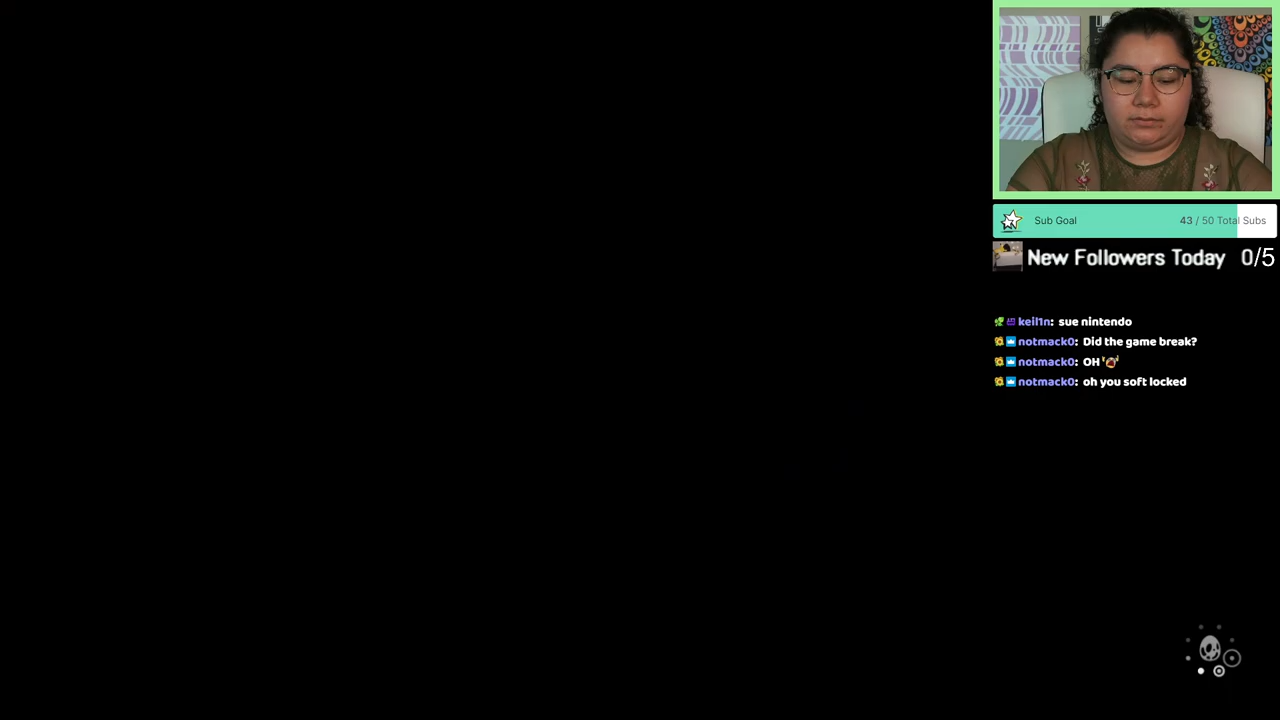 Sub Goal 43 / 50 Total Subs
New Followers Today 0/5
keil1n: sue nintendo
notmack0: Did the game break?
notmack0: OH
notmack0: oh you soft locked